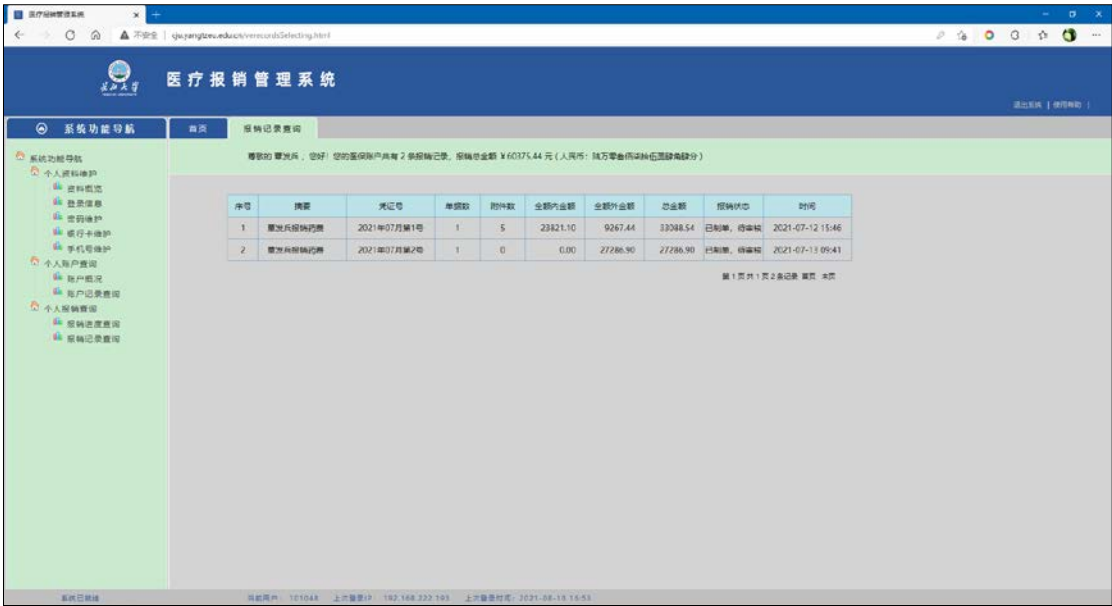 医疗报销管理系统
不安全 | cjw.yangtzeu.edu.cn/verecordsSelecting.html
长江大学
医疗报销管理系统
退出系统 | 使用帮助 |
系统功能导航
首页 报销记录查询
尊敬的 覃发兵 ，您好！您的医保账户共有 2 条报销记录，报销总金额 ¥60375.44 元 ( 人民币：陆万零叁佰柒拾伍圆肆角肆分 )
系统功能导航
个人资料维护
资料概览
登录信息
密码维护
银行卡维护
手机号维护
个人账户查询
账户概况
账户记录查询
个人报销查询
报销进度查询
报销记录查询
序号 摘要 凭证号 单据数 附件数 全额内金额 全额外金额 总金额 报销状态 时间
1 覃发兵报销药费 2021年07月第1号 1 5 23821.10 9267.44 33088.54 已制单，待审核 2021-07-12 15:46
2 覃发兵报销药费 2021年07月第2号 1 0 0.00 27286.90 27286.90 已制单，待审核 2021-07-13 09:41
第 1 页 共 1 页 2 条记录 首页 末页
系统已就绪
当前用户： 101048 上次登录IP： 192.168.222.193 上次登录时间：2021-08-18 16:53